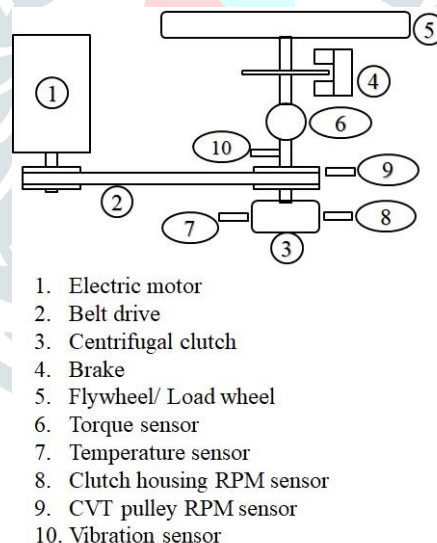 5
1
4
6
10
9
2
7
8
3
1. Electric motor
2. Belt drive
3. Centrifugal clutch
4. Brake
5. Flywheel/ Load wheel
6. Torque sensor
7. Temperature sensor
8. Clutch housing RPM sensor
9. CVT pulley RPM sensor
10. Vibration sensor